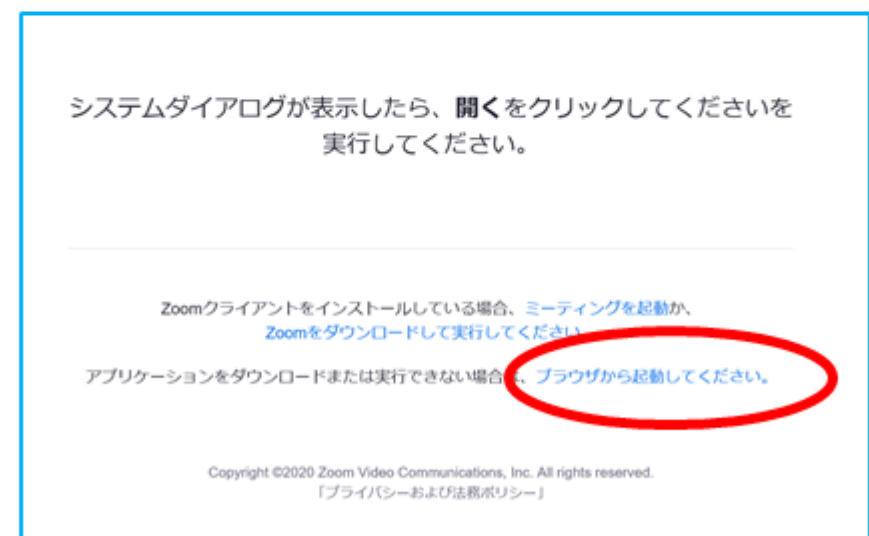 システムダイアログが表示したら、開くをクリックしてくださいを
実行してください。
Zoomクライアントをインストールしている場合、ミーティングを起動か、
Zoomをダウンロードして実行してください
アプリケーションをダウンロードまたは実行できない場合は、ブラウザから起動してください。
Copyright ©2020 Zoom Video Communications, Inc. All rights reserved.
「プライバシーおよび法務ポリシー」